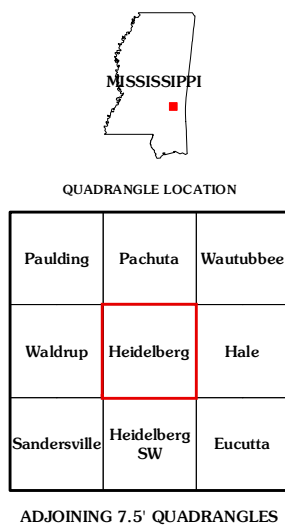 MISSISSIPPI
QUADRANGLE LOCATION
Paulding Pachuta Wautubbee
Waldrup Heidelberg Hale
Sandersville Heidelberg SW Eucutta
ADJOINING 7.5' QUADRANGLES